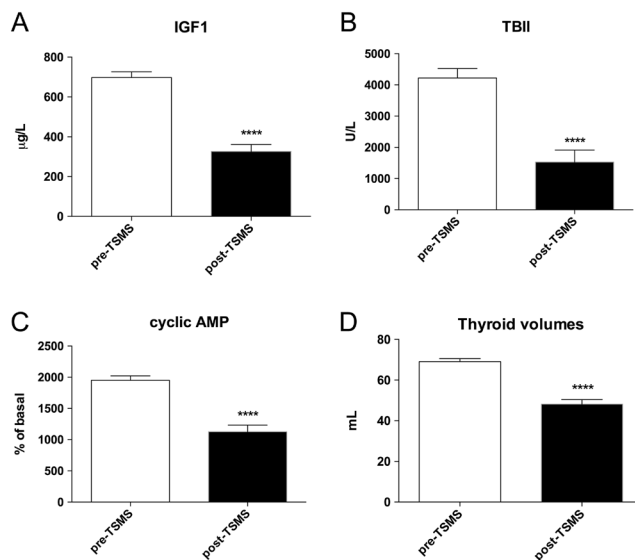 A
IGF1
µg/L
800
600
400
200
0
****
pre-TSMS
post-TSMS
B
TBII
U/L
5000
4000
3000
2000
1000
0
****
pre-TSMS
post-TSMS
C
cyclic AMP
% of basal
2500
2000
1500
1000
500
0
****
pre-TSMS
post-TSMS
D
Thyroid volumes
mL
80
60
40
20
0
****
pre-TSMS
post-TSMS